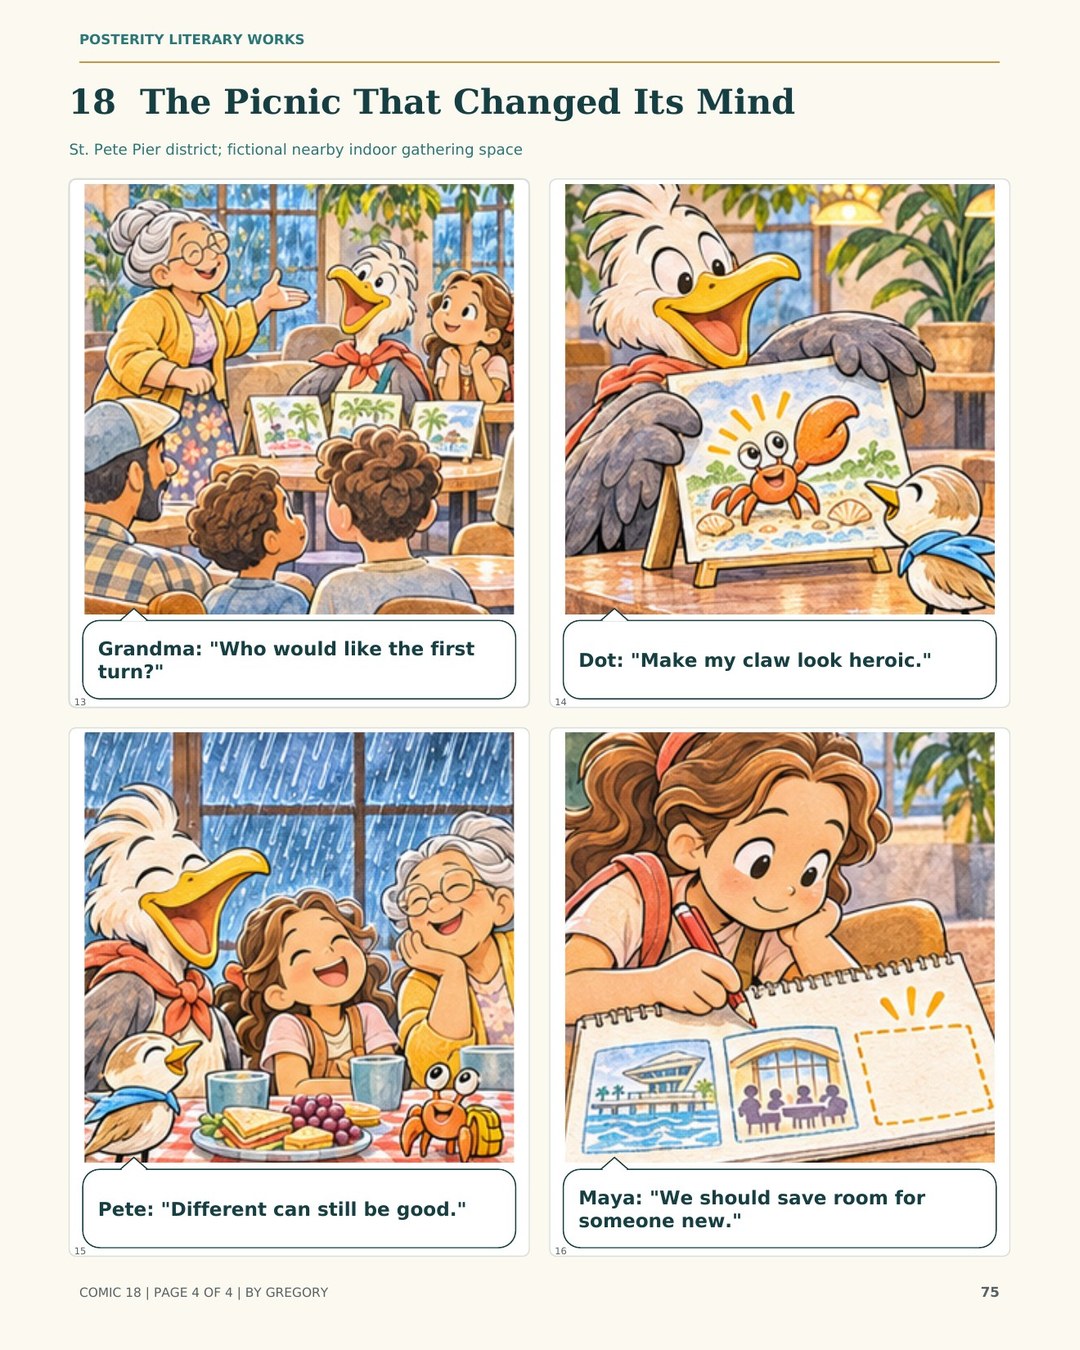 POSTERITY LITERARY WORKS
18 The Picnic That Changed Its Mind
St. Pete Pier district; fictional nearby indoor gathering space
Grandma: "Who would like the first
turn?"
13
Dot: "Make my claw look heroic."
14
Pete: "Different can still be good."
15
Maya: "We should save room for
someone new."
16
COMIC 18 | PAGE 4 OF 4 | BY GREGORY
75